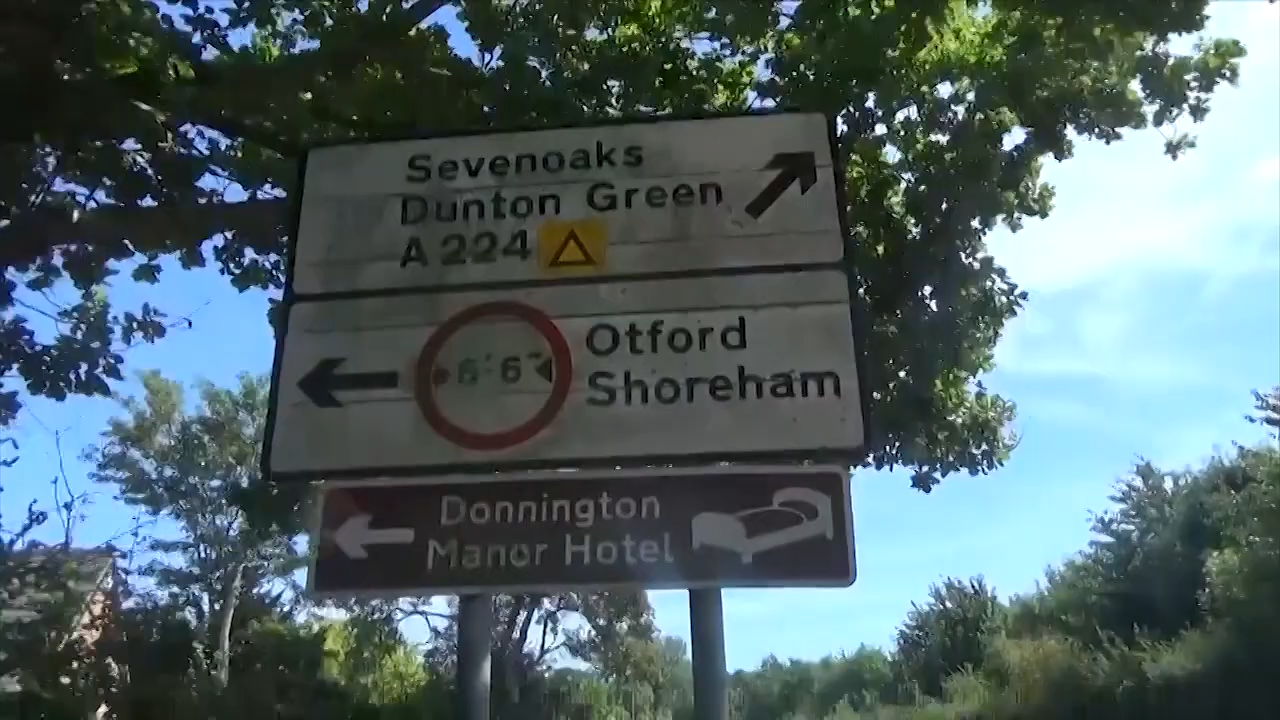 Sevenoaks
Dunton Green
A 224
6'6"
Otford
Shoreham
Donnington
Manor Hotel